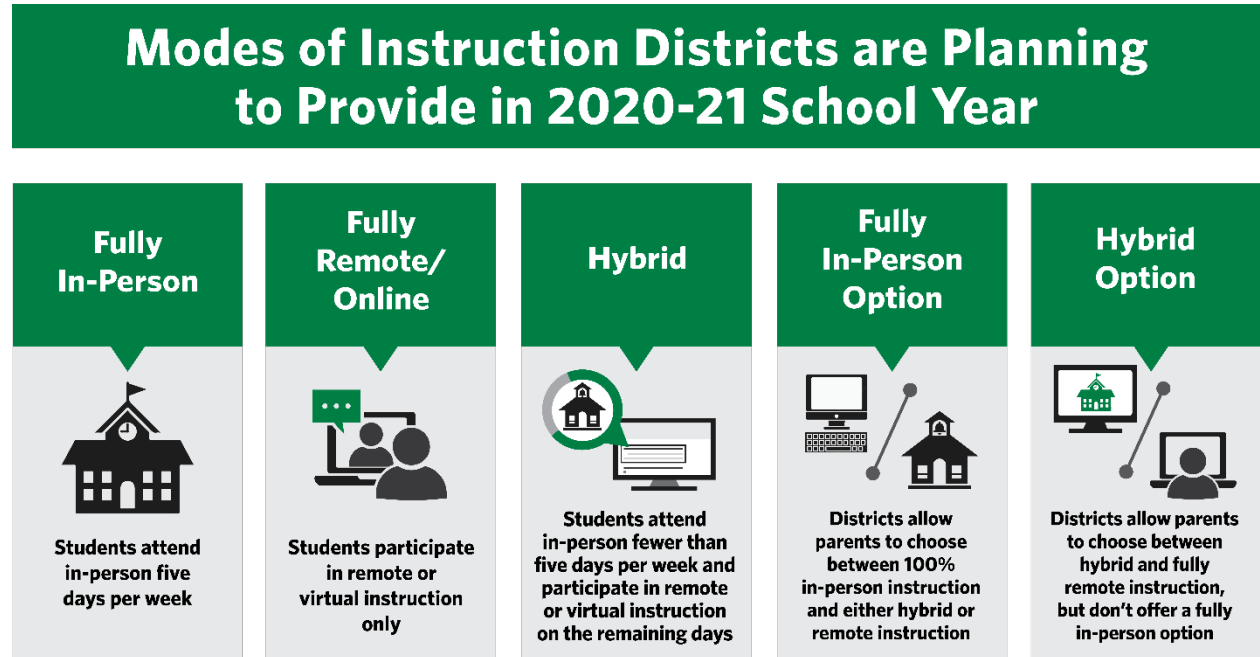 Modes of Instruction Districts are Planning
to Provide in 2020-21 School Year
Fully
In-Person
Students attend
in-person five
days per week
Fully
Remote/
Online
Students participate
in remote or
virtual instruction
only
Hybrid
Students attend
in-person fewer than
five days per week and
participate in remote
or virtual instruction
on the remaining days
Fully
In-Person
Option
Districts allow
parents to choose
between 100%
in-person instruction
and either hybrid or
remote instruction
Hybrid
Option
Districts allow parents
to choose between
hybrid and fully
remote instruction,
but don't offer a fully
in-person option